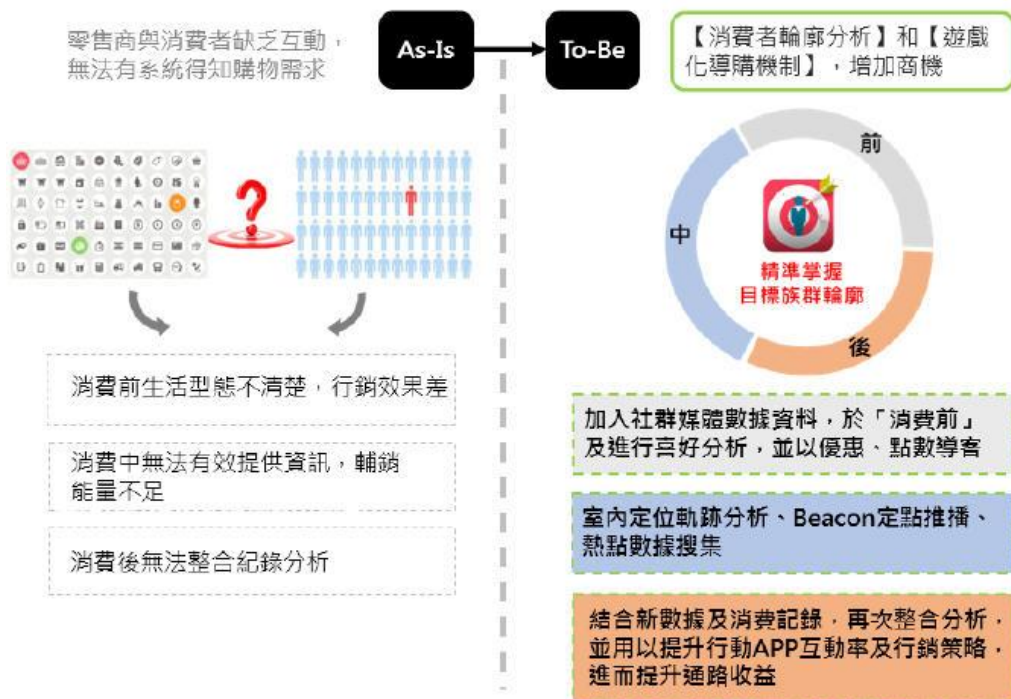 零售商與消費者缺乏互動，
無法有系統得知購物需求
As-Is
To-Be
【消費者輪廓分析】和【遊戲
化導購機制】，增加商機
?
消費前生活型態不清楚，行銷效果差
消費中無法有效提供資訊，輔銷
能量不足
消費後無法整合紀錄分析
前
中
後
精準掌握
目標族群輪廓
加入社群媒體數據資料，於「消費前」
及進行喜好分析，並以優惠、點數導客
室內定位軌跡分析、Beacon定點推播、
熱點數據搜集
結合新數據及消費記錄，再次整合分析，
並用以提升行動APP互動率及行銷策略，
進而提升通路收益